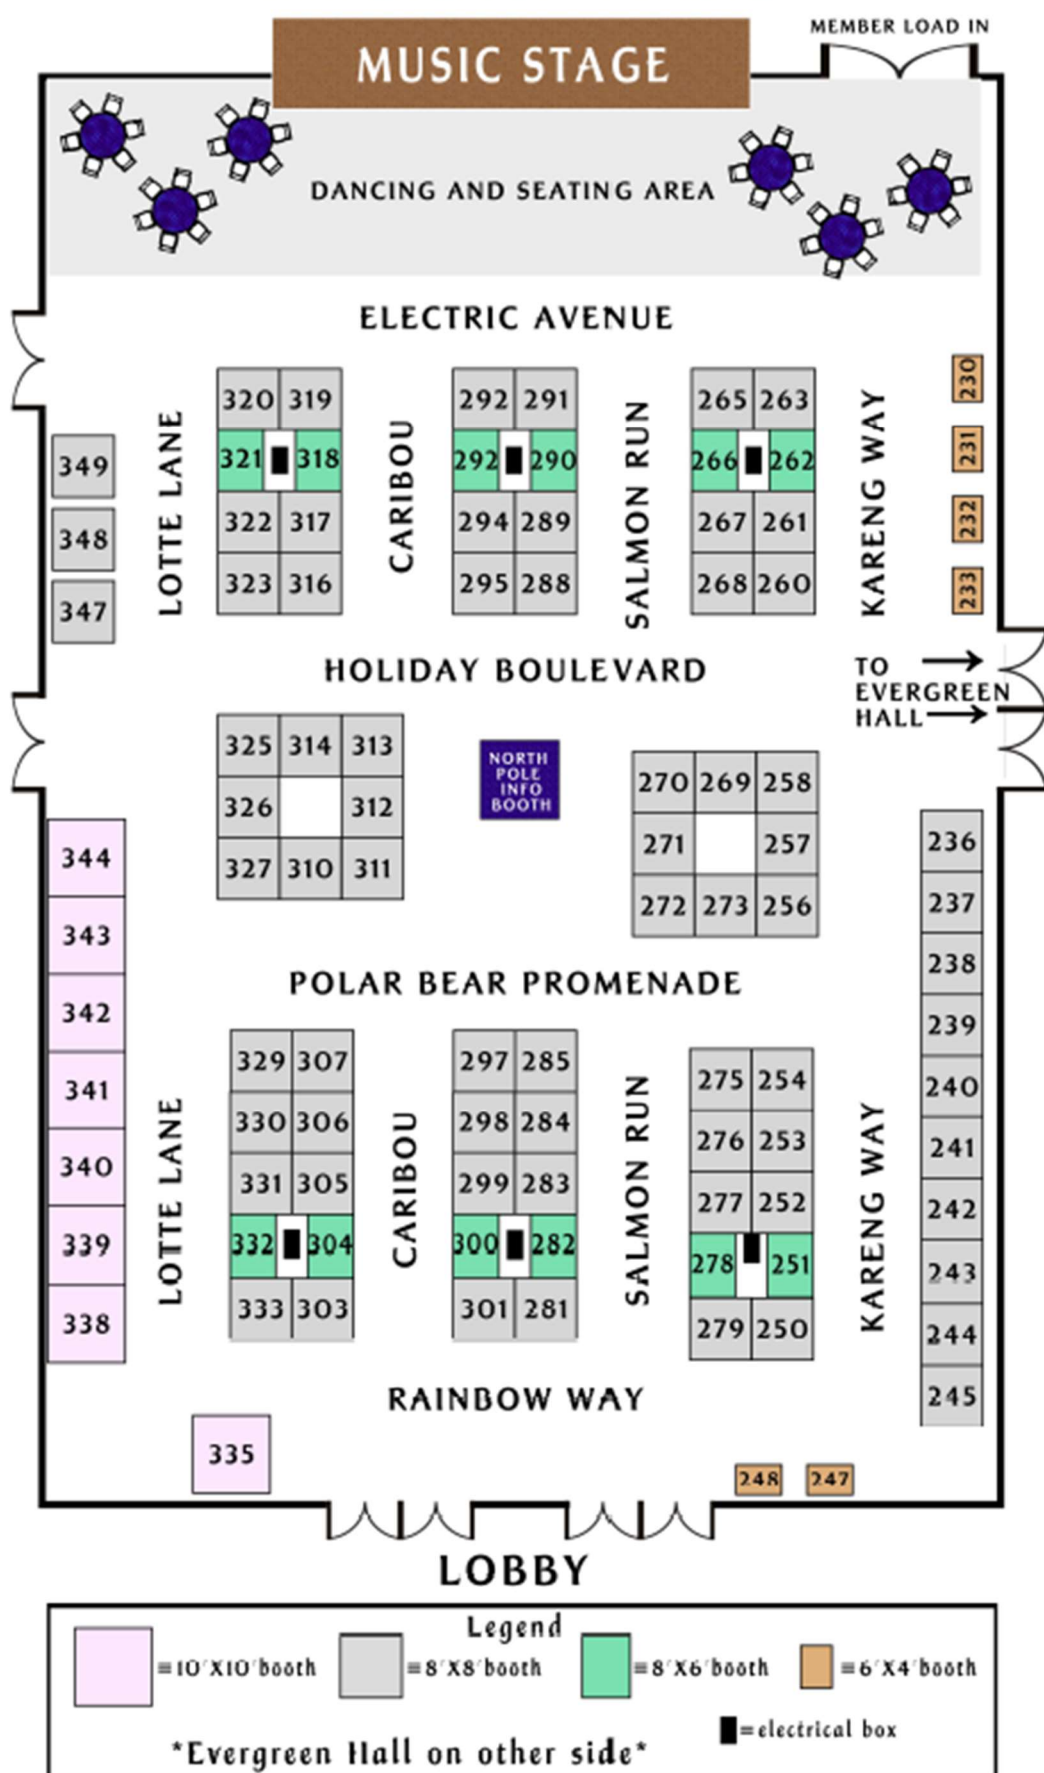 MEMBER LOAD IN
MUSIC STAGE
DANCING AND SEATING AREA
ELECTRIC AVENUE
320 319
321 318
322 317
323 316
292 291
292 290
294 289
295 288
265 263
266 262
267 261
268 260
230
231
232
233
349
348
347
LOTTE LANE
CARIBOU
SALMON RUN
KARENG WAY
HOLIDAY BOULEVARD
TO
EVERGREEN
HALL
325 314 313
326 312
327 310 311
NORTH
POLE
INFO
BOOTH
270 269 258
271 257
272 273 256
344
343
342
341
340
339
338
236
237
238
239
240
241
242
243
244
245
POLAR BEAR PROMENADE
LOTTE LANE
329 307
330 306
331 305
332 304
333 303
CARIBOU
297 285
298 284
299 283
300 282
301 281
SALMON RUN
275 254
276 253
277 252
278 251
279 250
KARENG WAY
RAINBOW WAY
335
248 247
LOBBY
Legend
=10'X10'booth
=8'X8'booth
=8'X6'booth
=6'X4'booth
=electrical box
*Evergreen Hall on other side*